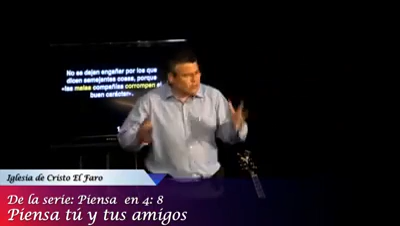 No se dejen engañar por los que
dicen semejantes cosas, porque
«las malas compañías corrompen el
buen carácter».
Iglesia de Cristo El Faro
De la serie: Piensa en 4: 8
Piensa tú y tus amigos